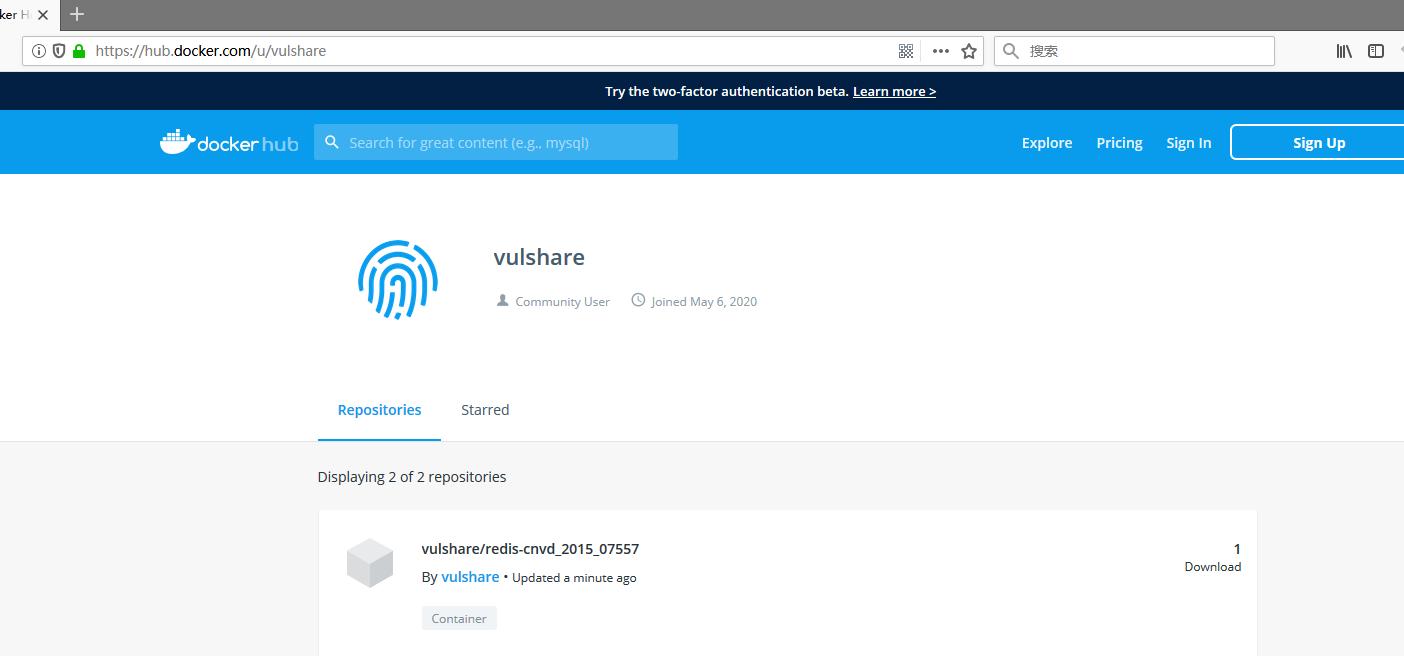 ker H
https://hub.docker.com/u/vulshare
搜索
Try the two-factor authentication beta. Learn more >
docker hub
Search for great content (e.g., mysql)
Explore
Pricing
Sign In
Sign Up
vulshare
Community User
Joined May 6, 2020
Repositories
Starred
Displaying 2 of 2 repositories
vulshare/redis-cnvd_2015_07557
1
Download
By vulshare • Updated a minute ago
Container